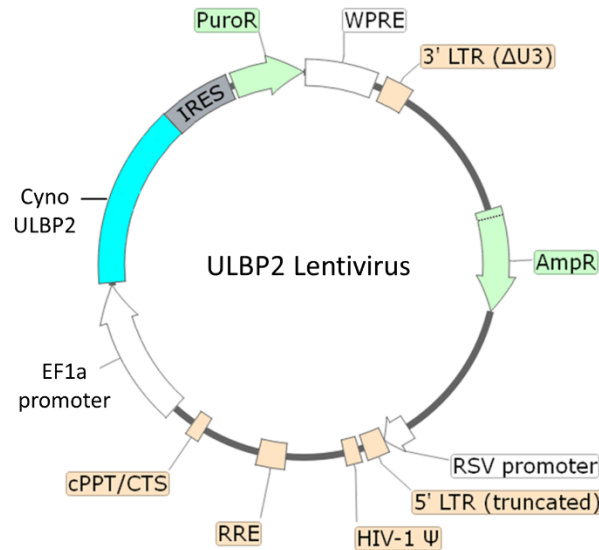 PuroR
WPRE
3' LTR (ΔU3)
IRES
Cyno
ULBP2
ULBP2 Lentivirus
AmpR
EF1a
promoter
cPPT/CTS
RRE
HIV-1 Ψ
5' LTR (truncated)
RSV promoter